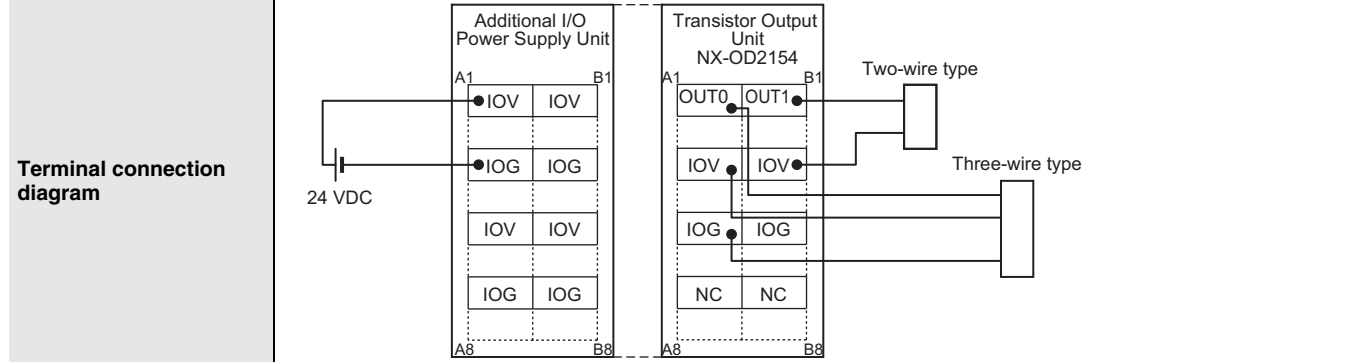 Terminal connection
diagram
Additional I/O
Power Supply Unit
A1
B1
IOV
IOV
IOG
IOG
IOV
IOV
IOG
IOG
A8
B8
24 VDC
Transistor Output
Unit
NX-OD2154
A1
B1
OUT0
OUT1
IOV
IOV
IOG
IOG
NC
NC
A8
B8
Two-wire type
Three-wire type